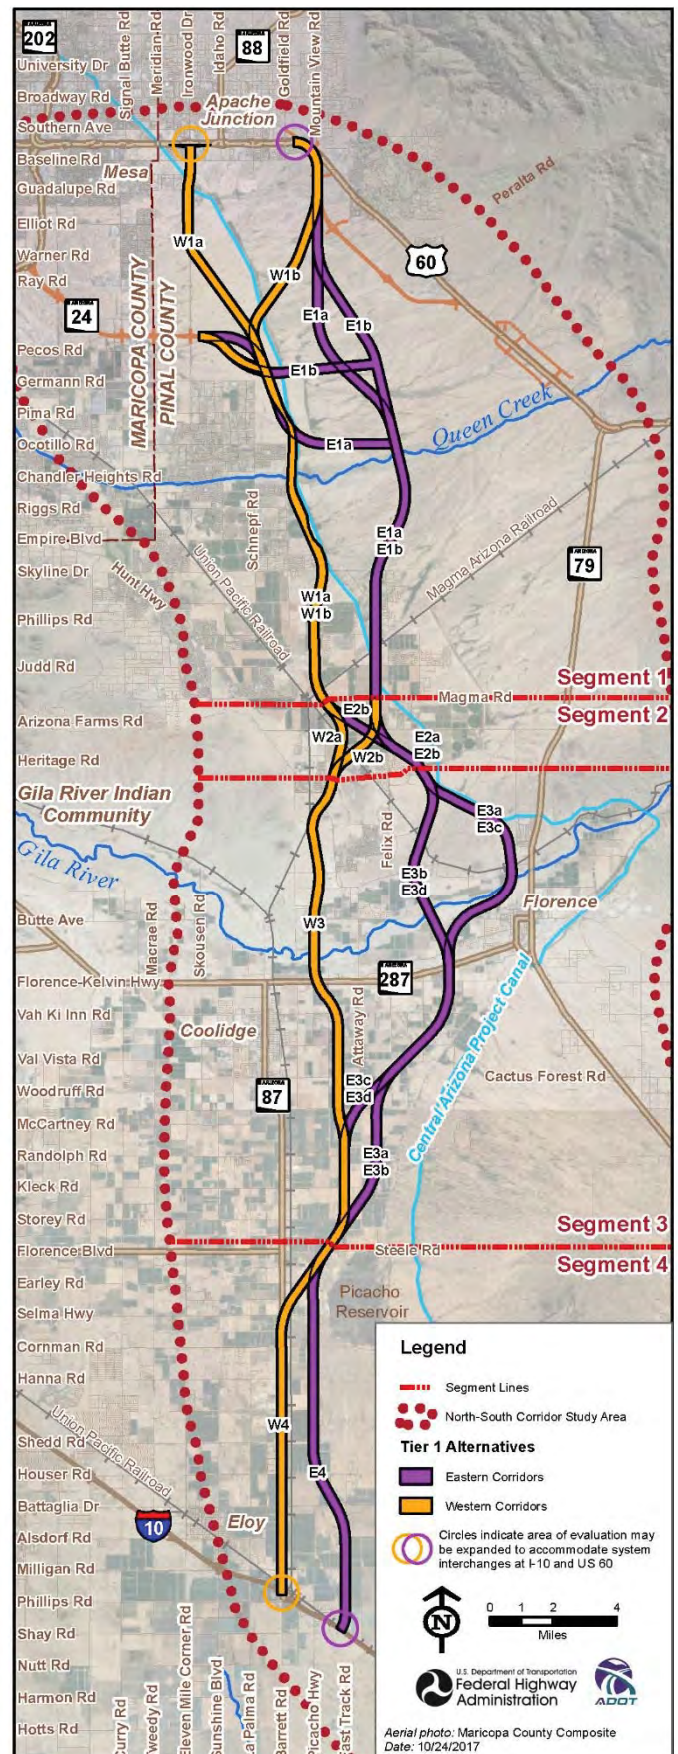 ARIZONA
202
ARIZONA
88
University Dr
Broadway Rd
Southern Ave
Baseline Rd
Guadalupe Rd
Elliot Rd
Warner Rd
Ray Rd
Signal Butte Rd
Meridian Rd
Ironwood Dr
Idaho Rd
Goldfield Rd
Mountain View Rd
Apache
Junction
Mesa
Peralta Rd
W1a
W1b
60
ARIZONA
24
MARICOPA COUNTY
PINAL COUNTY
E1a
E1b
E1b
E1a
Queen Creek
Pecos Rd
Germann Rd
Pima Rd
Ocotillo Rd
Chandler Heights Rd
Riggs Rd
Empire Blvd
Skyline Dr
Hunt Hwy
Schnepf Rd
Union Pacific Railroad
Magma Arizona Railroad
E1a
E1b
ARIZONA
79
W1a
W1b
Phillips Rd
Judd Rd
Segment 1
Magma Rd
Segment 2
Arizona Farms Rd
Heritage Rd
E2b
W2a
W2b
E2a
E2b
Gila River Indian
Community
Gila River
E3a
E3c
Felix Rd
E3b
E3d
Florence
Butte Ave
Macrae Rd
Skousen Rd
W3
ARIZONA
287
Florence-Kelvin Hwy
Vah Ki Inn Rd
Coolidge
Attaway Rd
Central Arizona Project Canal
Val Vista Rd
Woodruff Rd
McCartney Rd
Randolph Rd
Kleck Rd
Storey Rd
Florence Blvd
ARIZONA
87
E3c
E3d
Cactus Forest Rd
E3a
E3b
Segment 3
Steele Rd
Segment 4
Earley Rd
Selma Hwy
Cornman Rd
Hanna Rd
Picacho
Reservoir
Union Pacific Railroad
Shedd Rd
Houser Rd
Battaglia Dr
Alsdorf Rd
Milligan Rd
Phillips Rd
Shay Rd
Nutt Rd
Harmon Rd
Hotts Rd
W4
E4
10
Eloy
Curry Rd
Tweedy Rd
Eleven Mile Corner Rd
Sunshine Blvd
La Palma Rd
Barrett Rd
Picacho Hwy
East Track Rd
Legend
Segment Lines
North-South Corridor Study Area
Tier 1 Alternatives
Eastern Corridors
Western Corridors
Circles indicate area of evaluation may
be expanded to accommodate system
interchanges at I-10 and US 60
N
0 1 2 4
Miles
U.S. Department of Transportation
Federal Highway
Administration
ADOT
Aerial photo: Maricopa County Composite
Date: 10/24/2017